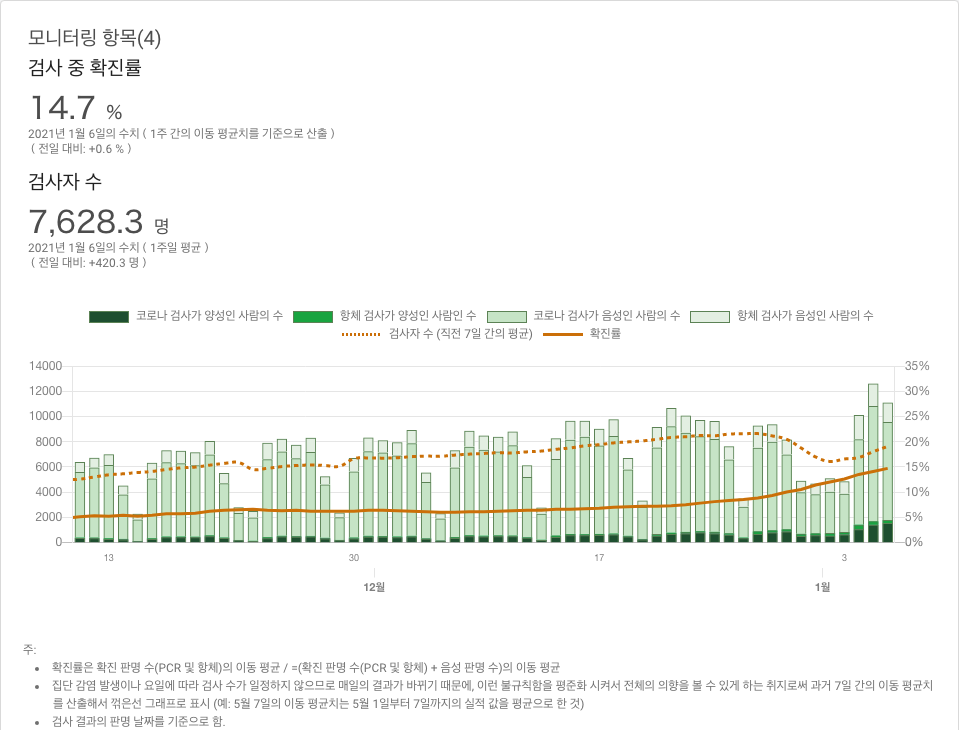 모니터링 항목(4)
검사 중 확진률
14.7 %
2021년 1월 6일의 수치 ( 1주 간의 이동 평균치를 기준으로 산출 )
( 전일 대비: +0.6 % )
검사자 수
7,628.3 명
2021년 1월 6일의 수치 ( 1주일 평균 )
( 전일 대비: +420.3 명 )
코로나 검사가 양성인 사람의 수 항체 검사가 양성인 사람인 수 코로나 검사가 음성인 사람의 수 항체 검사가 음성인 사람의 수
검사자 수 (직전 7일 간의 평균) 확진률
14000 35%
12000 30%
10000 25%
8000 20%
6000 15%
4000 10%
2000 5%
0 0%
13 30 17 3
12월 1월
주:
확진률은 확진 판명 수(PCR 및 항체)의 이동 평균 / =(확진 판명 수(PCR 및 항체) + 음성 판명 수)의 이동 평균
집단 감염 발생이나 요일에 따라 검사 수가 일정하지 않으므로 매일의 결과가 바뀌기 때문에, 이런 불규칙함을 평준화 시켜서 전체의 의향을 볼 수 있게 하는 취지로써 과거 7일 간의 이동 평균치
를 산출해서 꺾은선 그래프로 표시 (예: 5월 7일의 이동 평균치는 5월 1일부터 7일까지의 실적 값을 평균으로 한 것)
검사 결과의 판명 날짜를 기준으로 함.